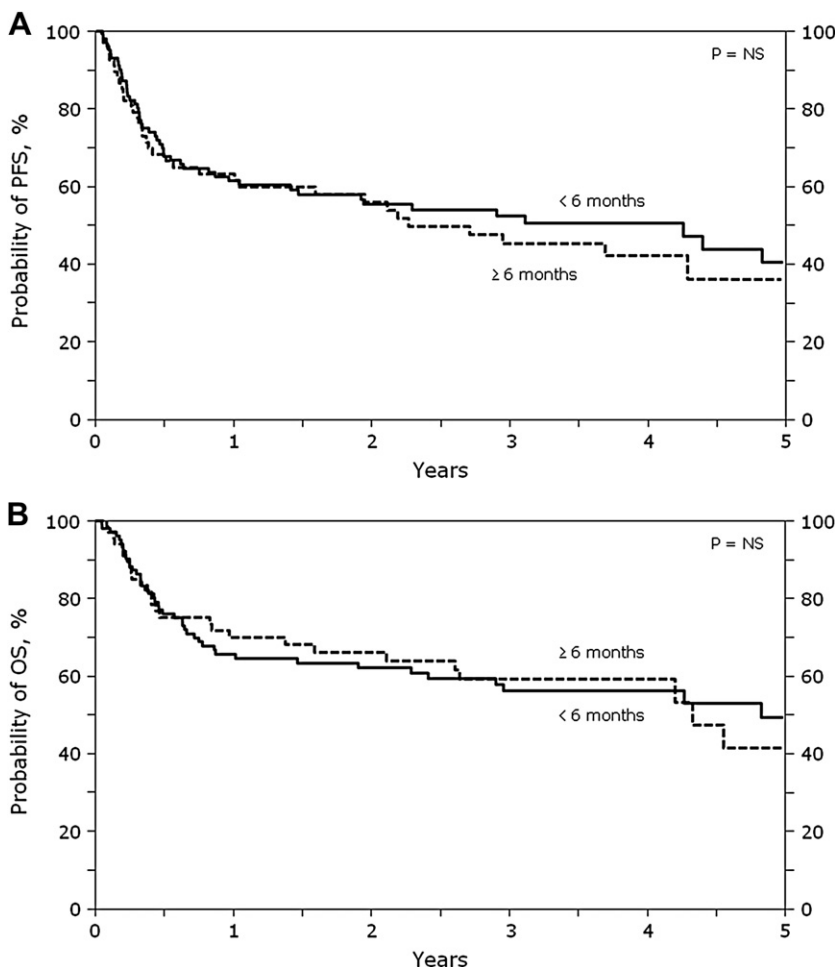 A
100
80
60
40
20
0
Probability of PFS, %
P = NS
< 6 months
≥ 6 months
100
80
60
40
20
0
0 1 2 3 4 5
Years
B
100
80
60
40
20
0
Probability of OS, %
P = NS
≥ 6 months
< 6 months
100
80
60
40
20
0
0 1 2 3 4 5
Years